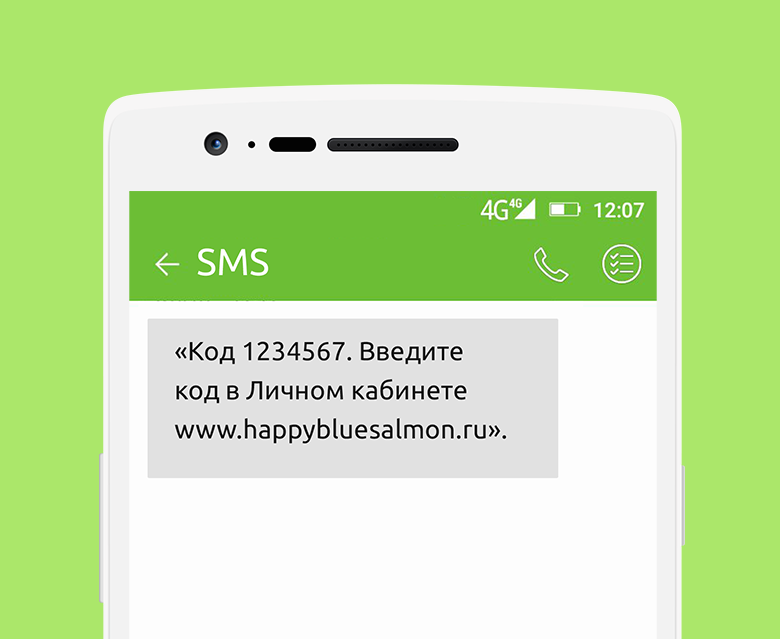 4G 4G 12:07
SMS
«Код 1234567. Введите
код в Личном кабинете
www.happybluesalmon.ru».